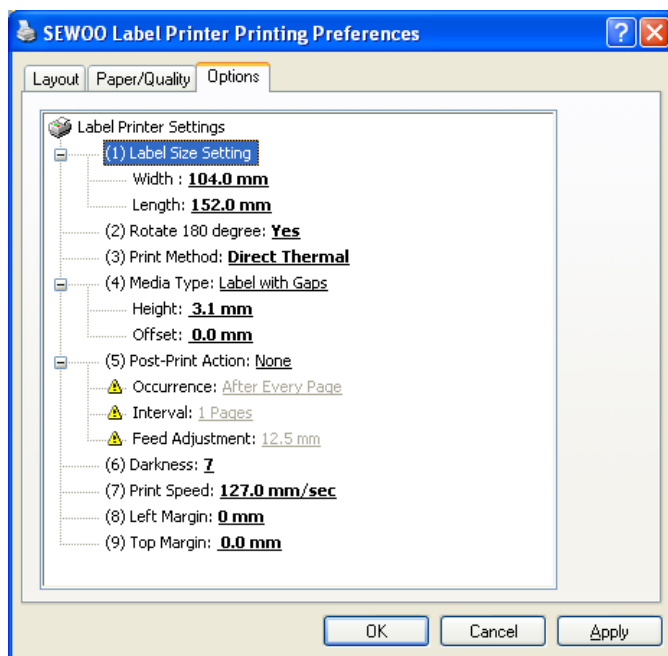 SEWOO Label Printer Printing Preferences
Layout Paper/Quality Options
Label Printer Settings
(1) Label Size Setting
Width : 104.0 mm
Length: 152.0 mm
(2) Rotate 180 degree: Yes
(3) Print Method: Direct Thermal
(4) Media Type: Label with Gaps
Height: 3.1 mm
Offset: 0.0 mm
(5) Post-Print Action: None
Occurrence: After Every Page
Interval: 1 Pages
Feed Adjustment: 12.5 mm
(6) Darkness: 7
(7) Print Speed: 127.0 mm/sec
(8) Left Margin: 0 mm
(9) Top Margin: 0.0 mm
OK Cancel Apply